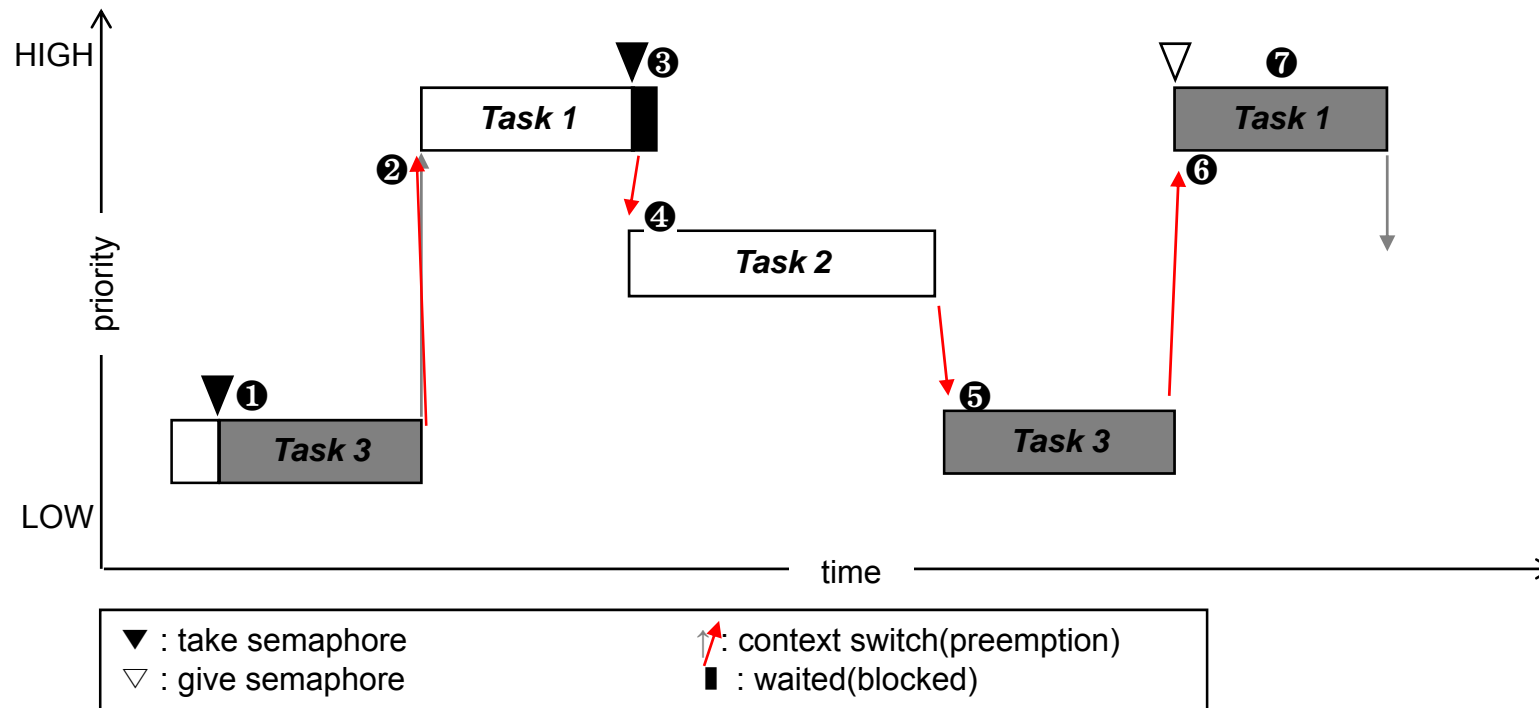 HIGH
❸
❼
Task 1
Task 1
❷
❻
❹
Task 2
priority
❶
❺
Task 3
Task 3
LOW
time
▼ : take semaphore
: context switch(preemption)
▽ : give semaphore
: waited(blocked)